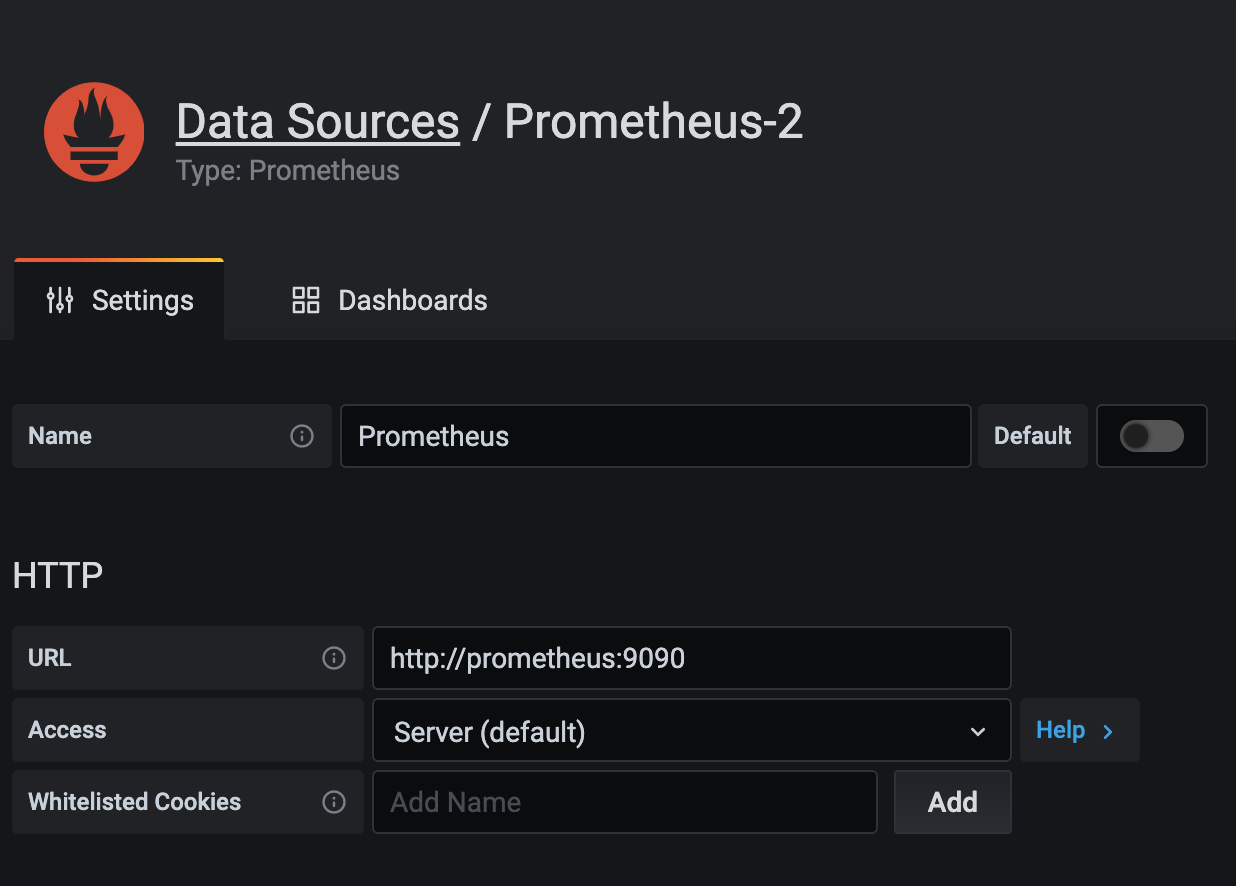 Data Sources / Prometheus-2
Type: Prometheus
Settings Dashboards
Name Prometheus Default
HTTP
URL http://prometheus:9090
Access Server (default) Help
Whitelisted Cookies Add Name Add